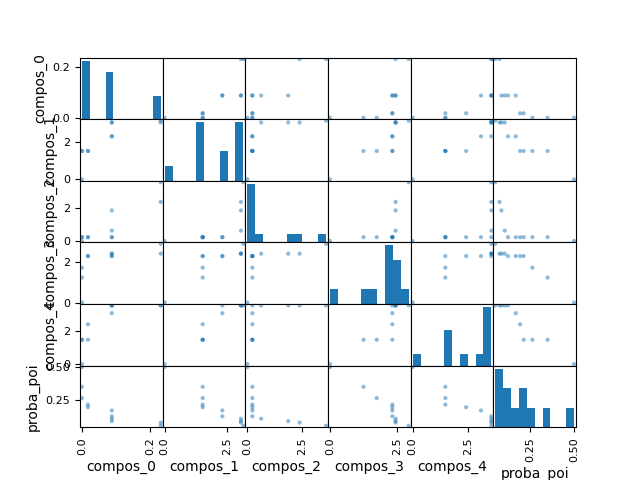 compos_0
0.2
0.0
compos_1
2
0
compos_2
2
0
compos_3
2
0
compos_4
2
0
proba_poi
0.50
0.25
0.0 0.2 0.0 2.5 0.0 2.5 0.0 2.5 0.0 2.5 0.25 0.50
compos_0 compos_1 compos_2 compos_3 compos_4 proba_poi